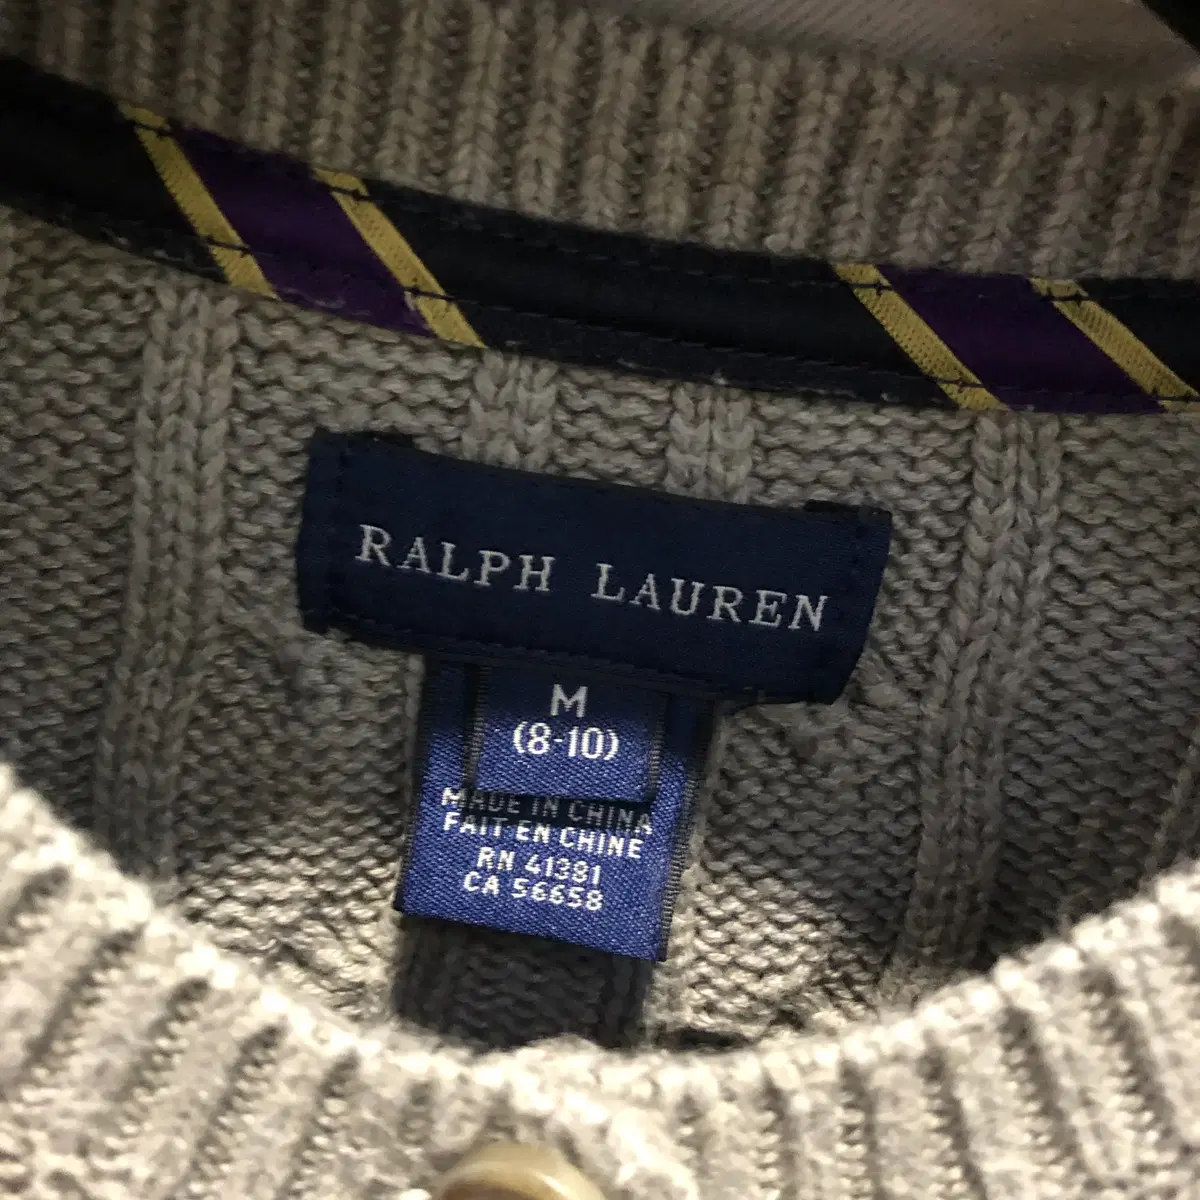 RALPH LAUREN
M
(8-10)
MADE IN CHINA
FAIT EN CHINE
RN 41381
CA 56658